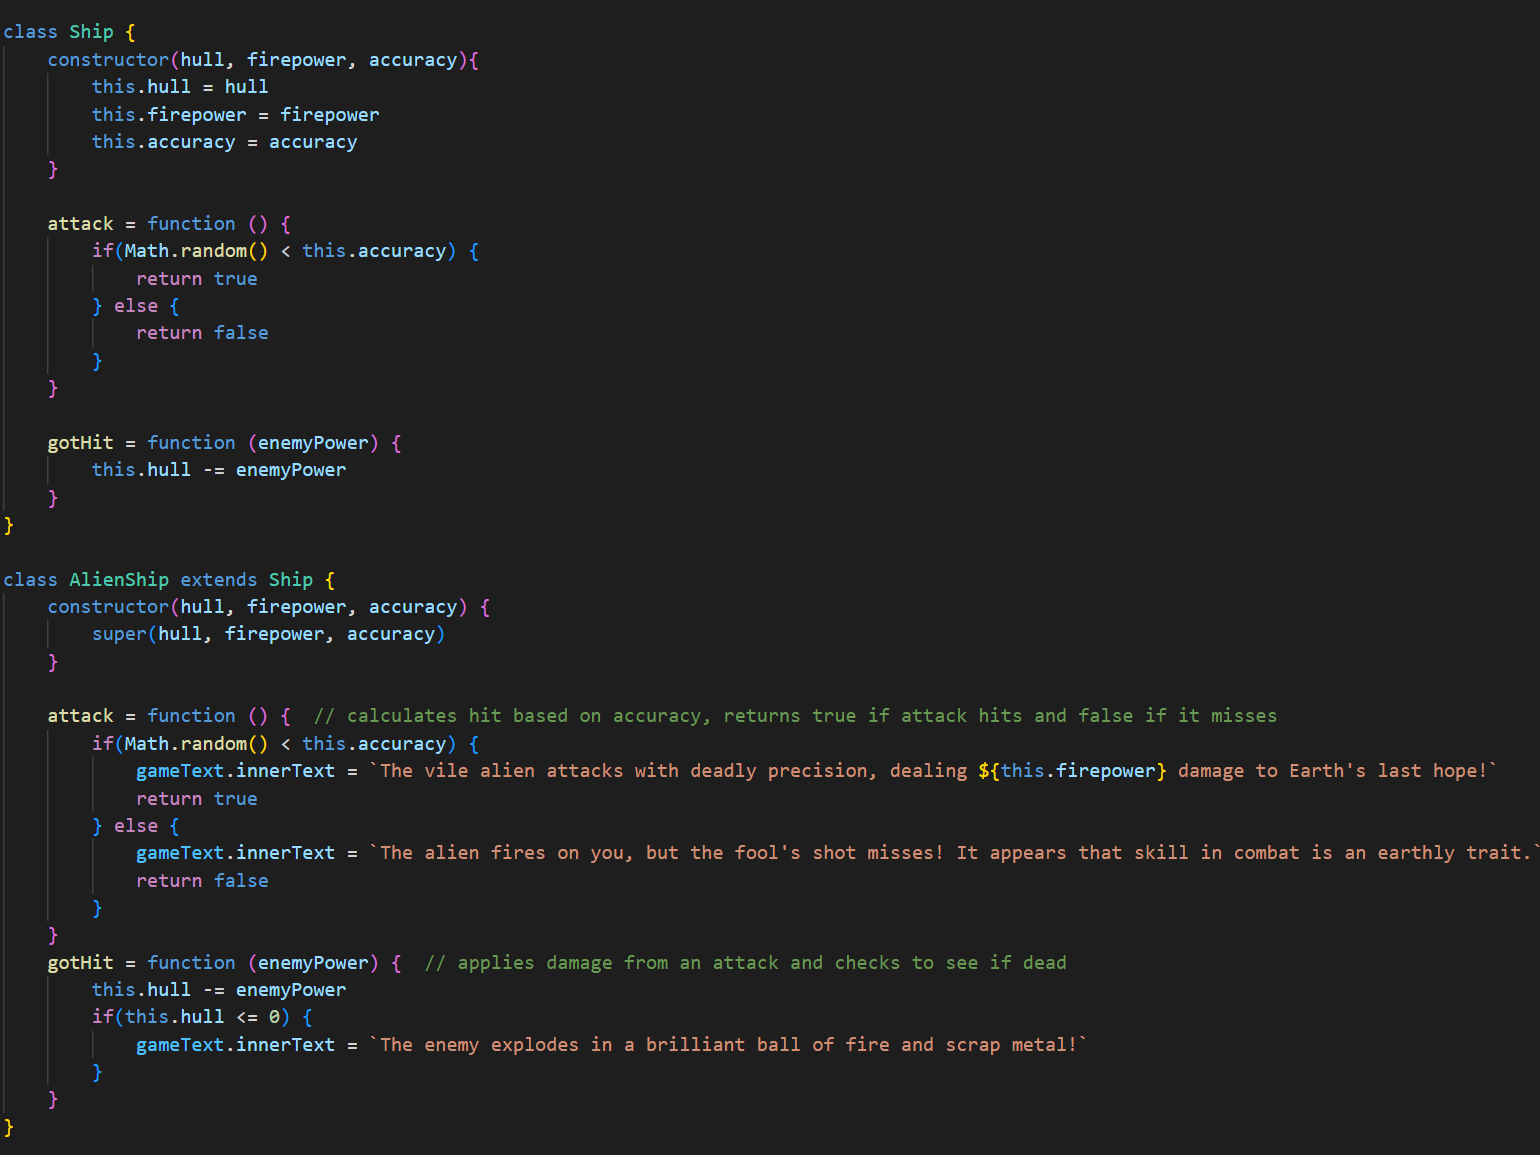 class Ship {
    constructor(hull, firepower, accuracy){
        this.hull = hull
        this.firepower = firepower
        this.accuracy = accuracy
    }

    attack = function () {
        if(Math.random() < this.accuracy) {
            return true
        } else {
            return false
        }
    }

    gotHit = function (enemyPower) {
        this.hull -= enemyPower
    }
}

class AlienShip extends Ship {
    constructor(hull, firepower, accuracy) {
        super(hull, firepower, accuracy)
    }

    attack = function () {  // calculates hit based on accuracy, returns true if attack hits and false if it misses
        if(Math.random() < this.accuracy) {
            gameText.innerText = `The vile alien attacks with deadly precision, dealing ${this.firepower} damage to Earth's last hope!`
            return true
        } else {
            gameText.innerText = `The alien fires on you, but the fool's shot misses! It appears that skill in combat is an earthly trait.`
            return false
        }
    }
    gotHit = function (enemyPower) {  // applies damage from an attack and checks to see if dead
        this.hull -= enemyPower
        if(this.hull <= 0) {
            gameText.innerText = `The enemy explodes in a brilliant ball of fire and scrap metal!`
        }
    }
}